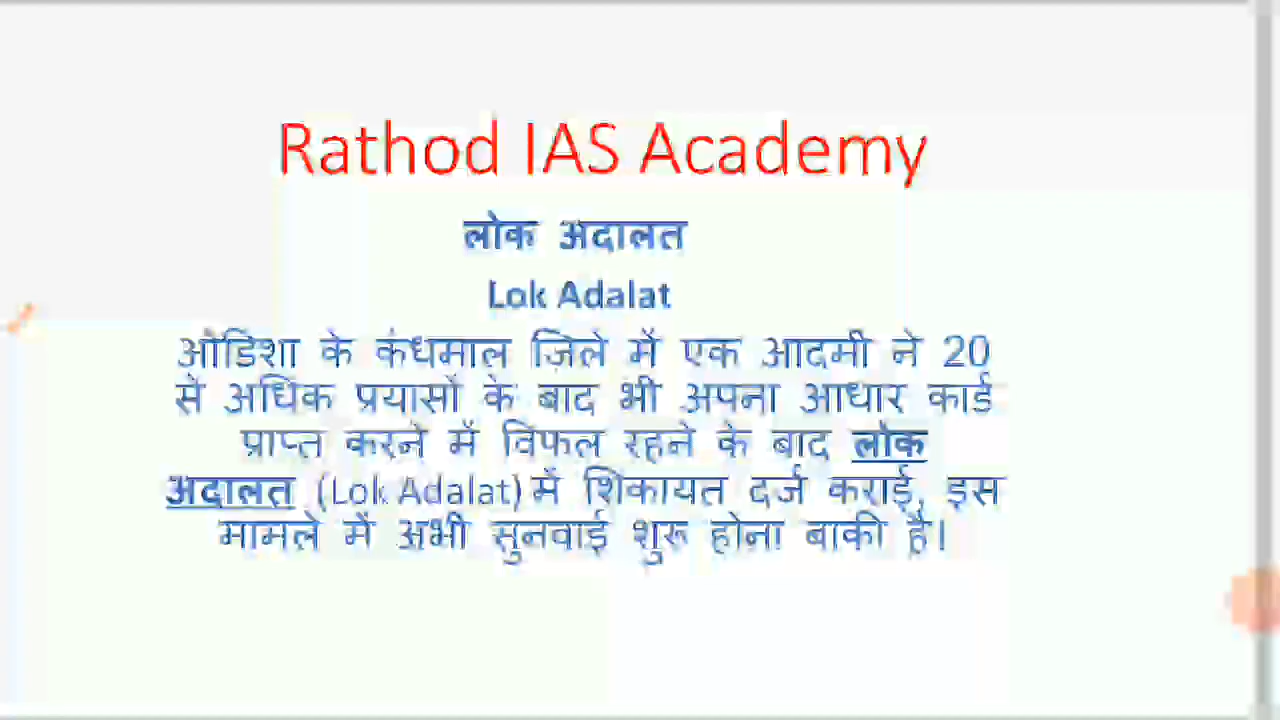 Rathod IAS Academy
लोक अदालत
Lok Adalat
ओडिशा के कंधमाल ज़िले में एक आदमी ने 20
से अधिक प्रयासों के बाद भी अपना आधार कार्ड
प्राप्त करने में विफल रहने के बाद लोक
अदालत (Lok Adalat) में शिकायत दर्ज कराई, इस
मामले में अभी सुनवाई शुरू होना बाकी है।